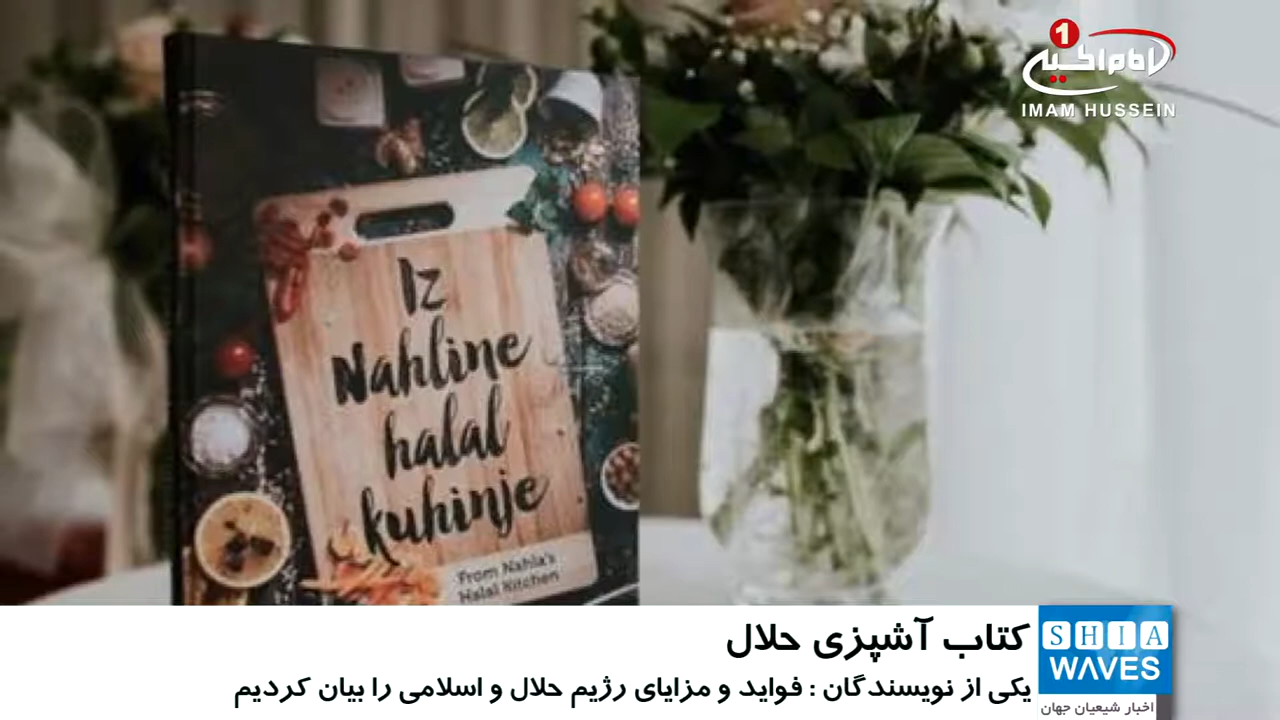 1
امام حسین
IMAM HUSSEIN
Iz
Nahline
halal
kuhinje
From Nahla's
Halal Kitchen
کتاب آشپزی حلال
یکی از نویسندگان : فواید و مزایای رژیم حلال و اسلامی را بیان کردیم
SHIA
WAVES
اخبار شیعیان جهان